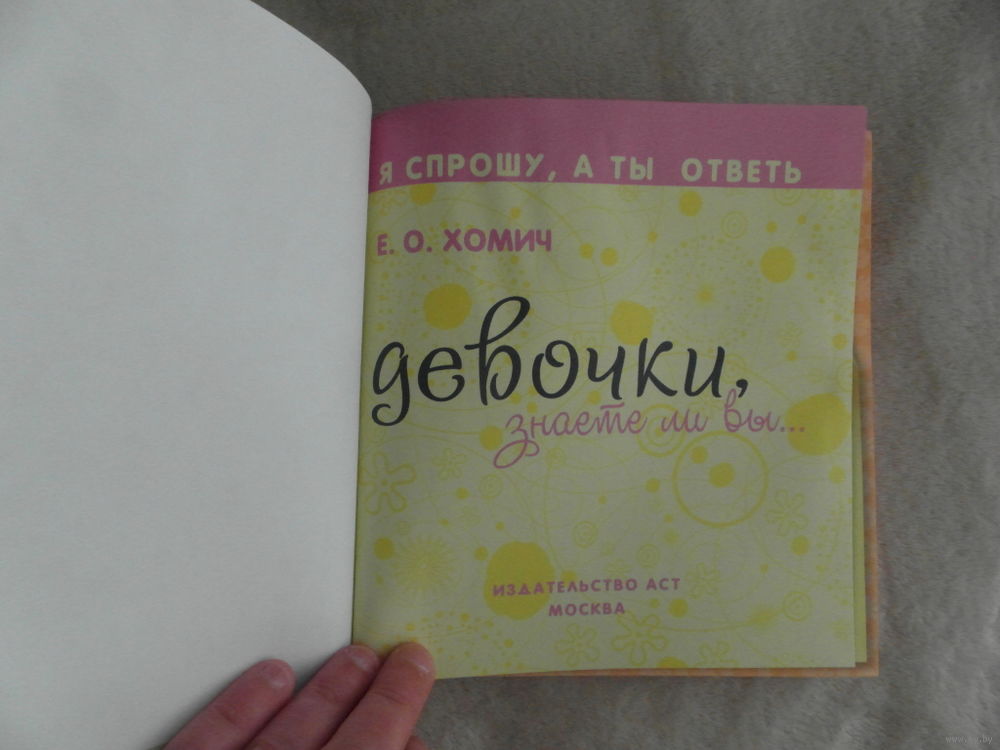 Я СПРОШУ, А ТЫ ОТВЕТЬ
Е. О. ХОМИЧ
девочки,
знаете ли вы...
ИЗДАТЕЛЬСТВО АСТ
МОСКВА